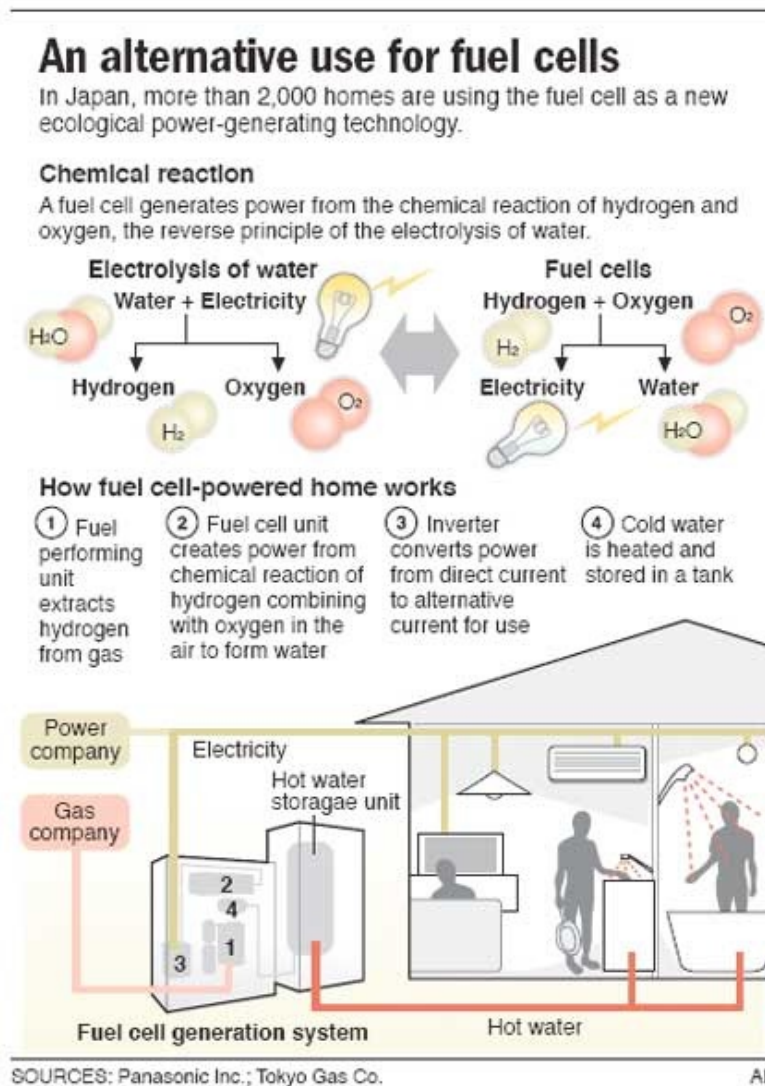 An alternative use for fuel cells
In Japan, more than 2,000 homes are using the fuel cell as a new
ecological power-generating technology.
Chemical reaction
A fuel cell generates power from the chemical reaction of hydrogen and
oxygen, the reverse principle of the electrolysis of water.
Electrolysis of water
Water + Electricity
H2O
Hydrogen
Oxygen
H2
O2
Fuel cells
Hydrogen + Oxygen
H2
O2
Electricity
Water
H2O
How fuel cell-powered home works
1 Fuel
performing
unit
extracts
hydrogen
from gas
2 Fuel cell unit
creates power from
chemical reaction of
hydrogen combining
with oxygen in the
air to form water
3 Inverter
converts power
from direct current
to alternative
current for use
4 Cold water
is heated and
stored in a tank
Power
company
Electricity
Hot water
storagae unit
Gas
company
2
4
1
3
Fuel cell generation system
Hot water
SOURCES: Panasonic Inc.; Tokyo Gas Co.